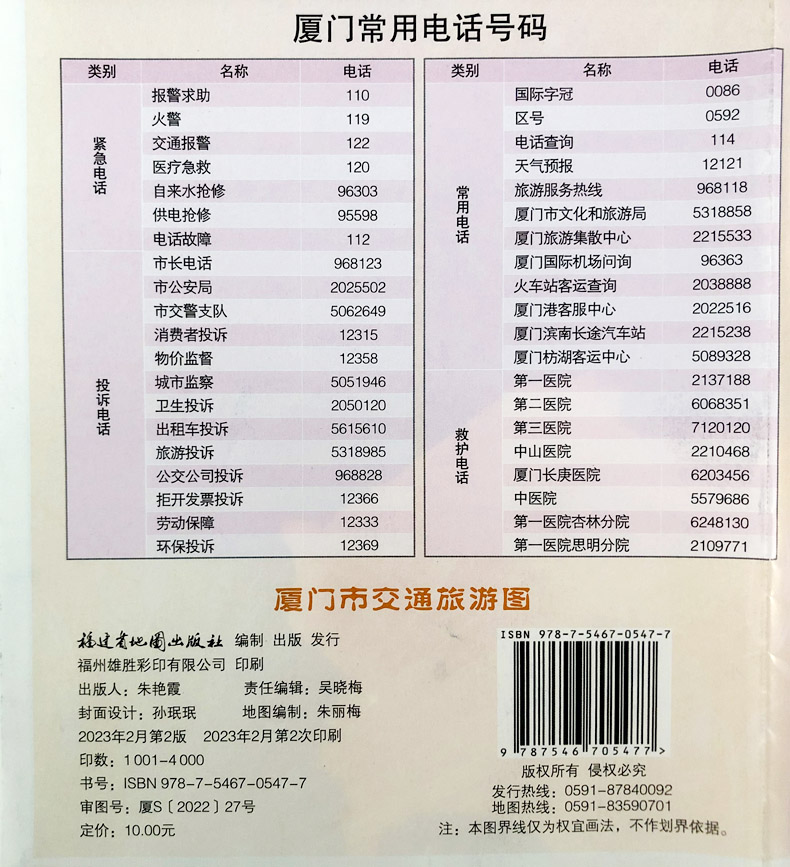 厦门常用电话号码
类别 名称 电话
紧急电话
报警求助 110
火警 119
交通报警 122
医疗急救 120
自来水抢修 96303
供电抢修 95598
电话故障 112
投诉电话
市长电话 968123
市公安局 2025502
市交警支队 5062649
消费者投诉 12315
物价监督 12358
城市监察 5051946
卫生投诉 2050120
出租车投诉 5615610
旅游投诉 5318985
公交公司投诉 968828
拒开发票投诉 12366
劳动保障 12333
环保投诉 12369
类别 名称 电话
常用电话
国际字冠 0086
区号 0592
电话查询 114
天气预报 12121
旅游服务热线 968118
厦门市文化和旅游局 5318858
厦门旅游集散中心 2215533
厦门国际机场问询 96363
火车站客运查询 2038888
厦门港客服中心 2022516
厦门滨南长途汽车站 2215238
厦门枋湖客运中心 5089328
救护电话
第一医院 2137188
第二医院 6068351
第三医院 7120120
中山医院 2210468
厦门长庚医院 6203456
中医院 5579686
第一医院杏林分院 6248130
第一医院思明分院 2109771
厦门市交通旅游图
福建省地图出版社 编制 出版 发行
福州雄胜彩印有限公司 印刷
出版人：朱艳霞 责任编辑：吴晓梅
封面设计：孙珉珉 地图编制：朱丽梅
2023年2月第2版 2023年2月第2次印刷
印数：1 001-4 000
书号：ISBN 978-7-5467-0547-7
审图号：厦S〔2022〕27号
定价：10.00元
ISBN 978-7-5467-0547-7
9 787546 705477 >
版权所有 侵权必究
发行热线：0591-87840092
地图热线：0591-83590701
注：本图界线仅为权宜画法，不作划界依据。